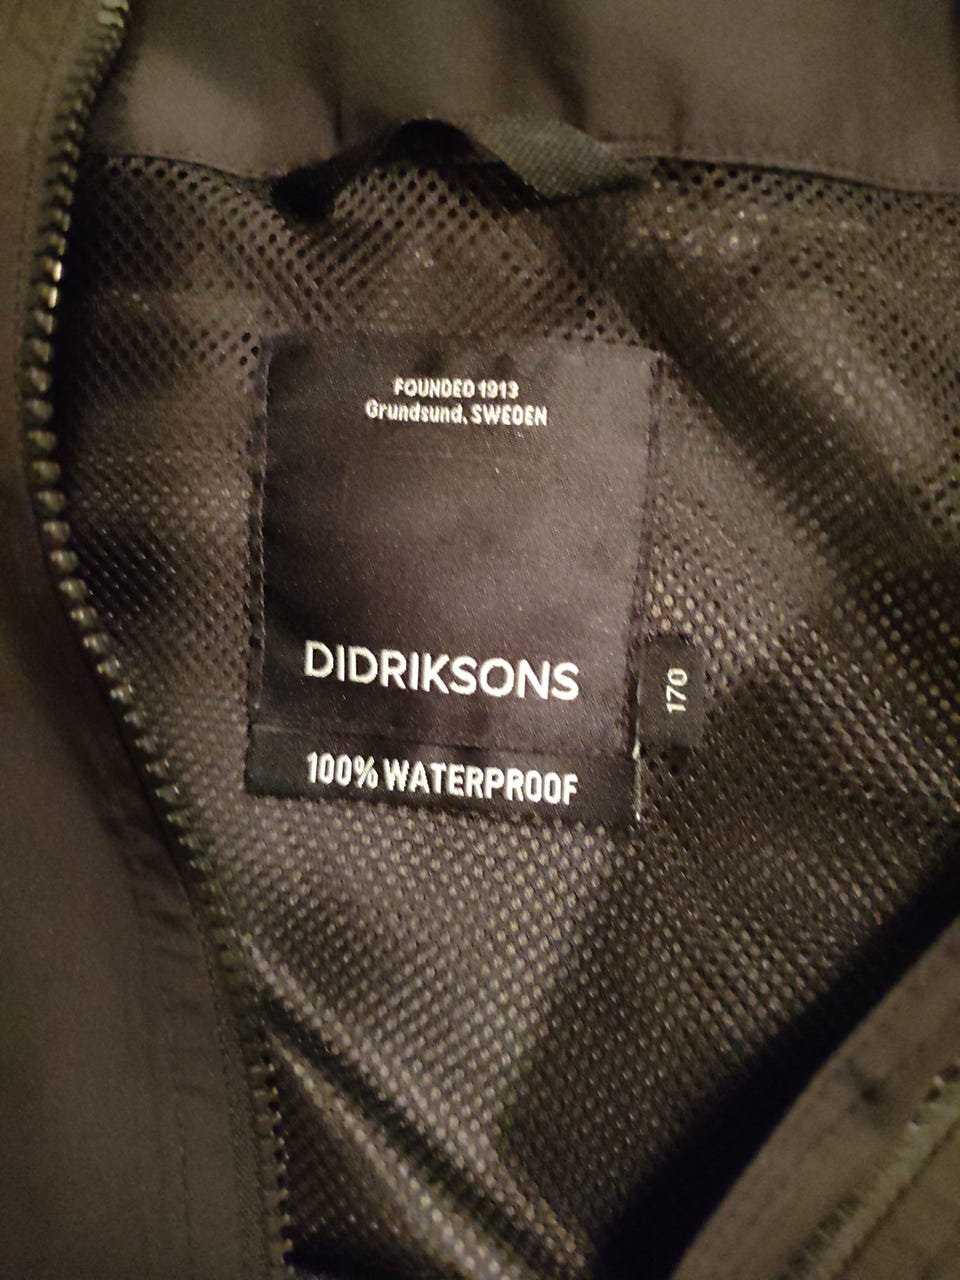 FOUNDED 1913
Grundsund, SWEDEN
DIDRIKSONS
170
100% WATERPROOF